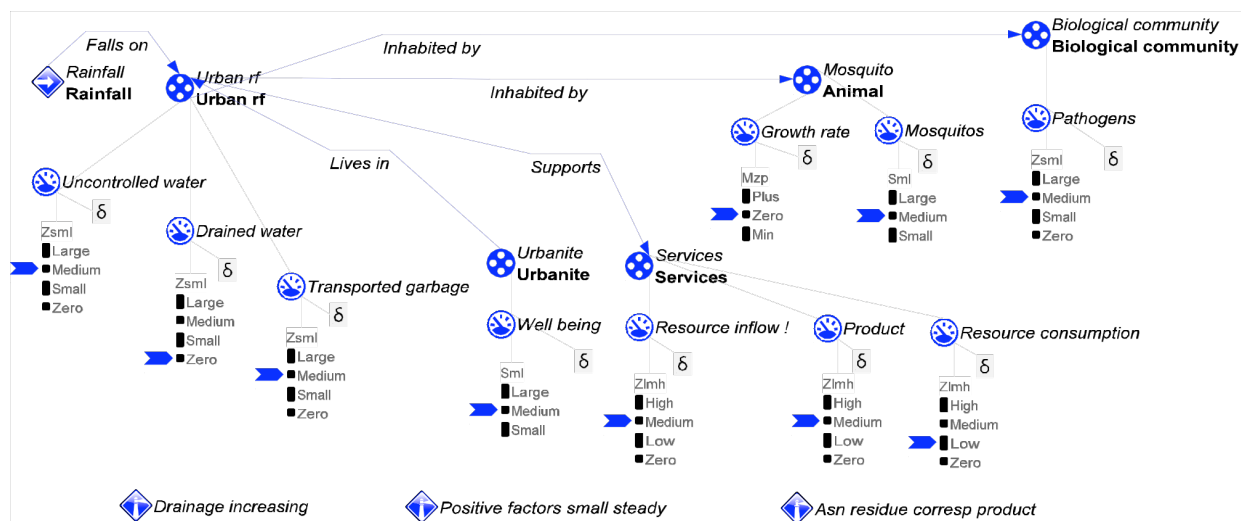 Falls on
Rainfall
Rainfall
Urban rf
Urban rf
Inhabited by
Inhabited by
Biological community
Biological community
Mosquito
Animal
Growth rate
δ
Mzp
Plus
Zero
Min
Mosquitos
δ
Sml
Large
Medium
Small
Pathogens
δ
Zsml
Large
Medium
Small
Zero
Lives in
Supports
Uncontrolled water
δ
Zsml
Large
Medium
Small
Zero
Drained water
δ
Zsml
Large
Medium
Small
Zero
Transported garbage
δ
Zsml
Large
Medium
Small
Zero
Urbanite
Urbanite
Well being
δ
Sml
Large
Medium
Small
Services
Services
Resource inflow !
δ
Zlmh
High
Medium
Low
Zero
Product
δ
Zlmh
High
Medium
Low
Zero
Resource consumption
δ
Zlmh
High
Medium
Low
Zero
Drainage increasing
Positive factors small steady
Asn residue corresp product